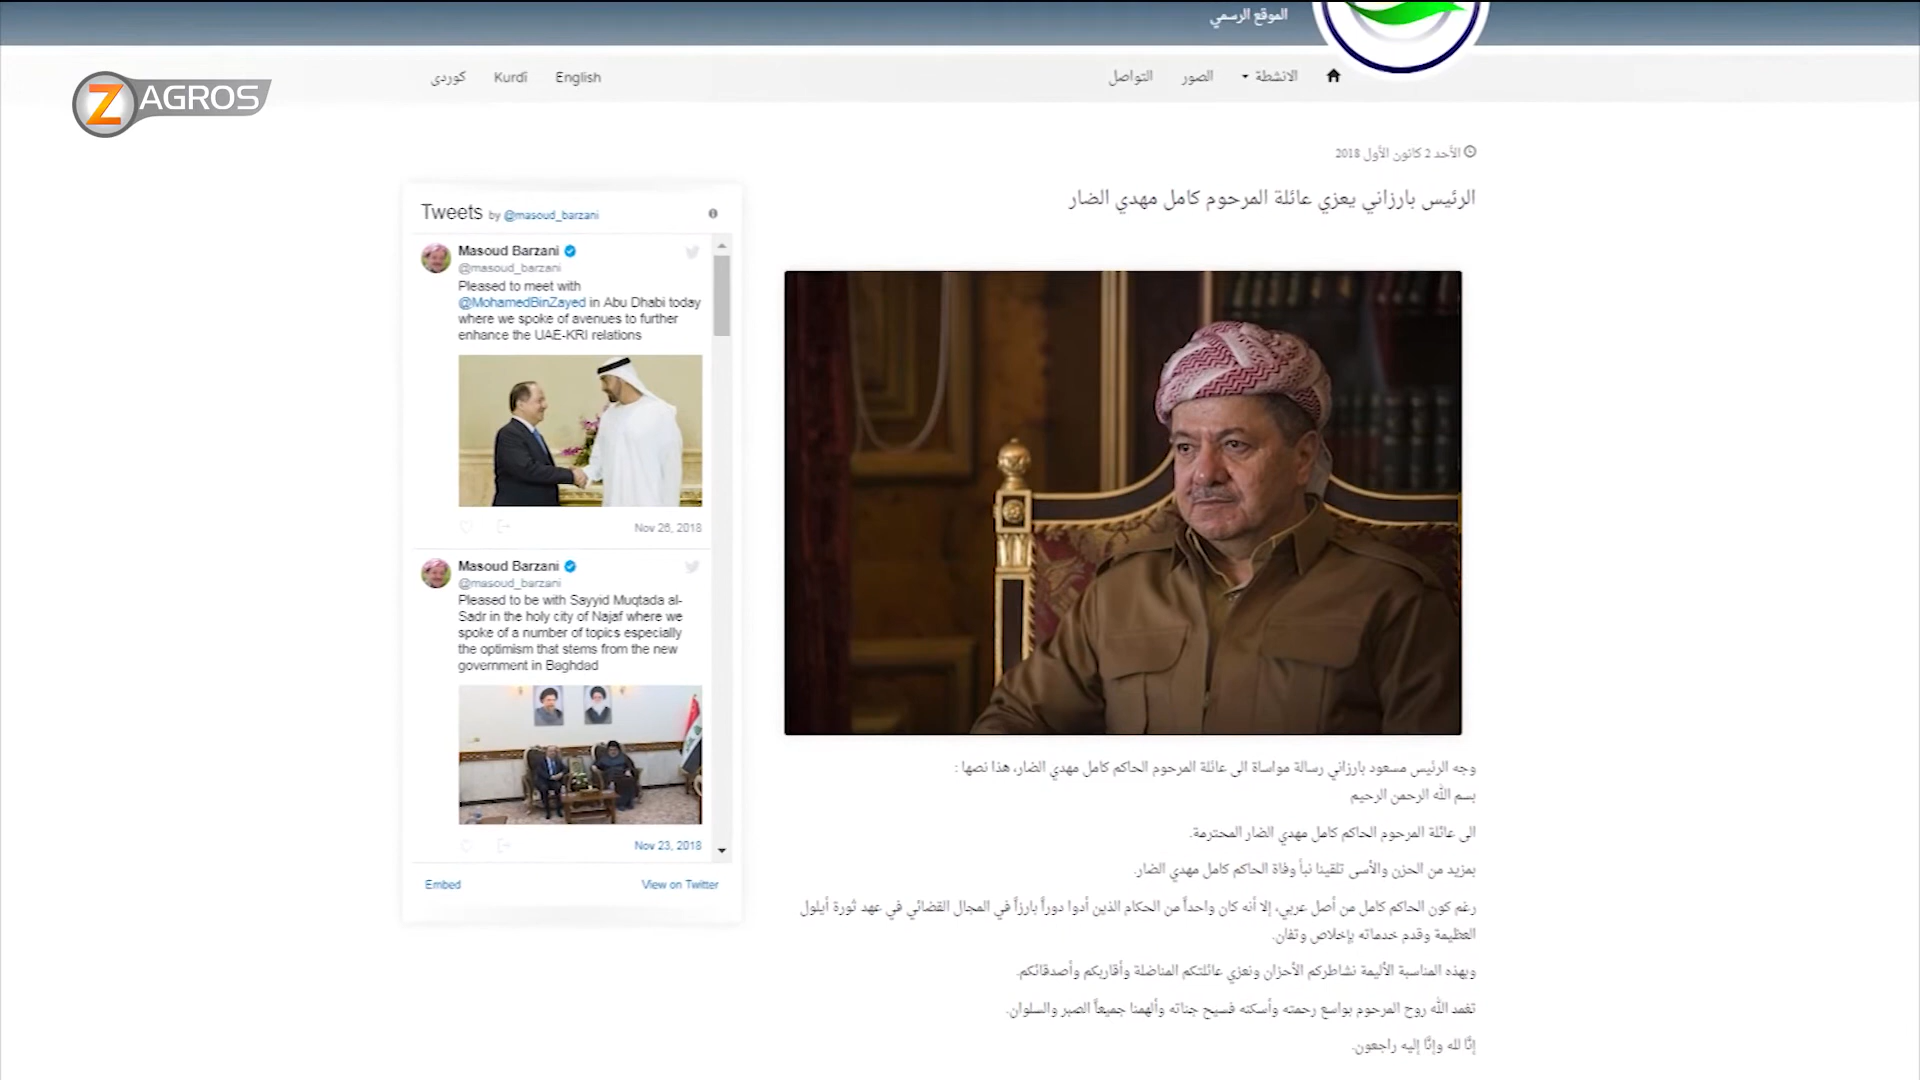 الموقع الرسمي
الانشطة
الصور
التواصل
English
Kurdî
كوردی
ZAGROS
الأحد 2 كانون الأول 2018
الرئيس بارزاني يعزي عائلة المرحوم كامل مهدي الضار
Tweets by @masoud_barzani
Masoud Barzani
@masoud_barzani
Pleased to meet with
@MohamedBinZayed in Abu Dhabi today
where we spoke of avenues to further
enhance the UAE-KRI relations
Nov 26, 2018
Masoud Barzani
@masoud_barzani
Pleased to be with Sayyid Muqtada al-
Sadr in the holy city of Najaf where we
spoke of a number of topics especially
the optimism that stems from the new
government in Baghdad
Nov 23, 2018
Embed
View on Twitter
وجه الرئيس مسعود بارزاني رسالة مواساة الى عائلة المرحوم الحاكم كامل مهدي الضار، هذا نصها :
بسم الله الرحمن الرحيم
الى عائلة المرحوم الحاكم كامل مهدي الضار المحترمة.
بمزيد من الحزن والأسى تلقينا نبأ وفاة الحاكم كامل مهدي الضار.
رغم كون الحاكم كامل من أصل عربي، إلا أنه كان واحداً من الحكام الذين أدوا دوراً بارزاً في المجال القضائي في عهد ثورة أيلول
العظيمة وقدم خدماته بإخلاص وتفان.
وبهذه المناسبة الأليمة نشاطركم الأحزان ونعزي عائلتكم المناضلة وأقاربكم وأصدقائكم.
تغمد الله روح المرحوم بواسع رحمته وأسكنه فسيح جناته وألهمنا جميعاً الصبر والسلوان.
إنَّا لله وإنَّا إليه راجعون.